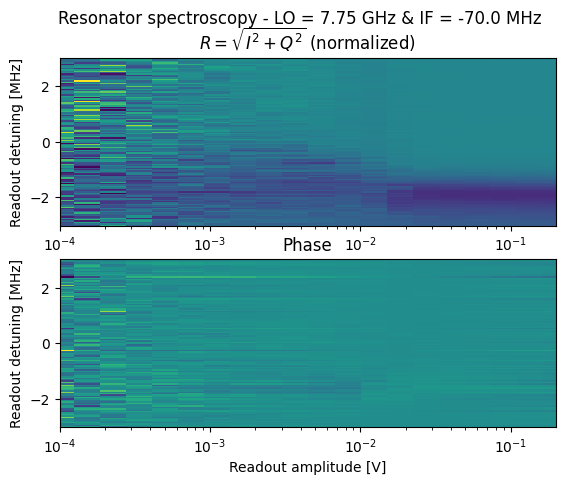 Resonator spectroscopy - LO = 7.75 GHz & IF = -70.0 MHz
R = √(I² + Q²) (normalized)
Readout detuning [MHz]
2
0
−2
10⁻⁴
10⁻³
10⁻²
10⁻¹
Phase
Readout detuning [MHz]
2
0
−2
10⁻⁴
10⁻³
10⁻²
10⁻¹
Readout amplitude [V]